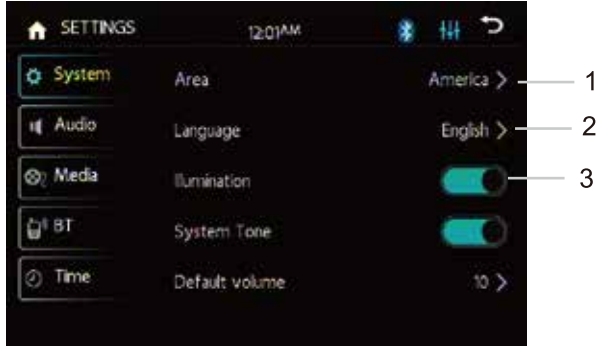 SETTINGS 12:01AM
System Area America > 1
Audio Language English > 2
Media Illumination 3
BT System Tone
Time Default volume 10 >